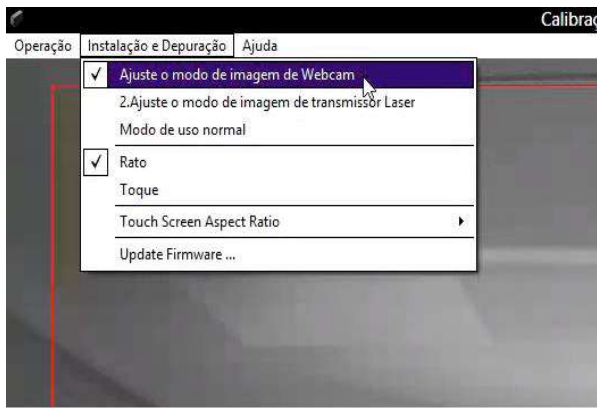 Calibraç
Operação Instalação e Depuração Ajuda
Ajuste o modo de imagem de Webcam
2.Ajuste o modo de imagem de transmissor Laser
Modo de uso normal
Rato
Toque
Touch Screen Aspect Ratio
Update Firmware ...